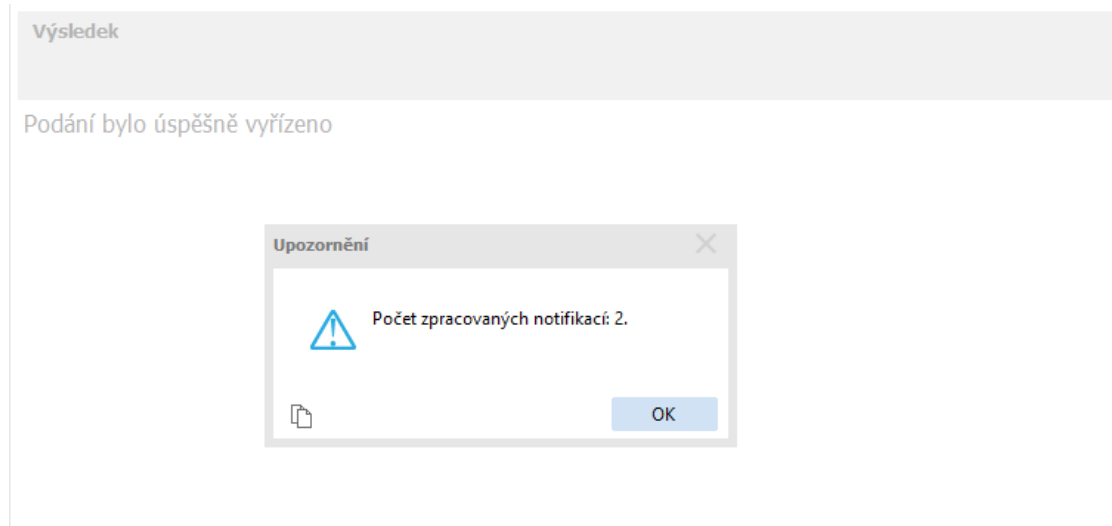 Výsledek
Podání bylo úspěšně vyřízeno
Upozornění
Počet zpracovaných notifikací: 2.
OK